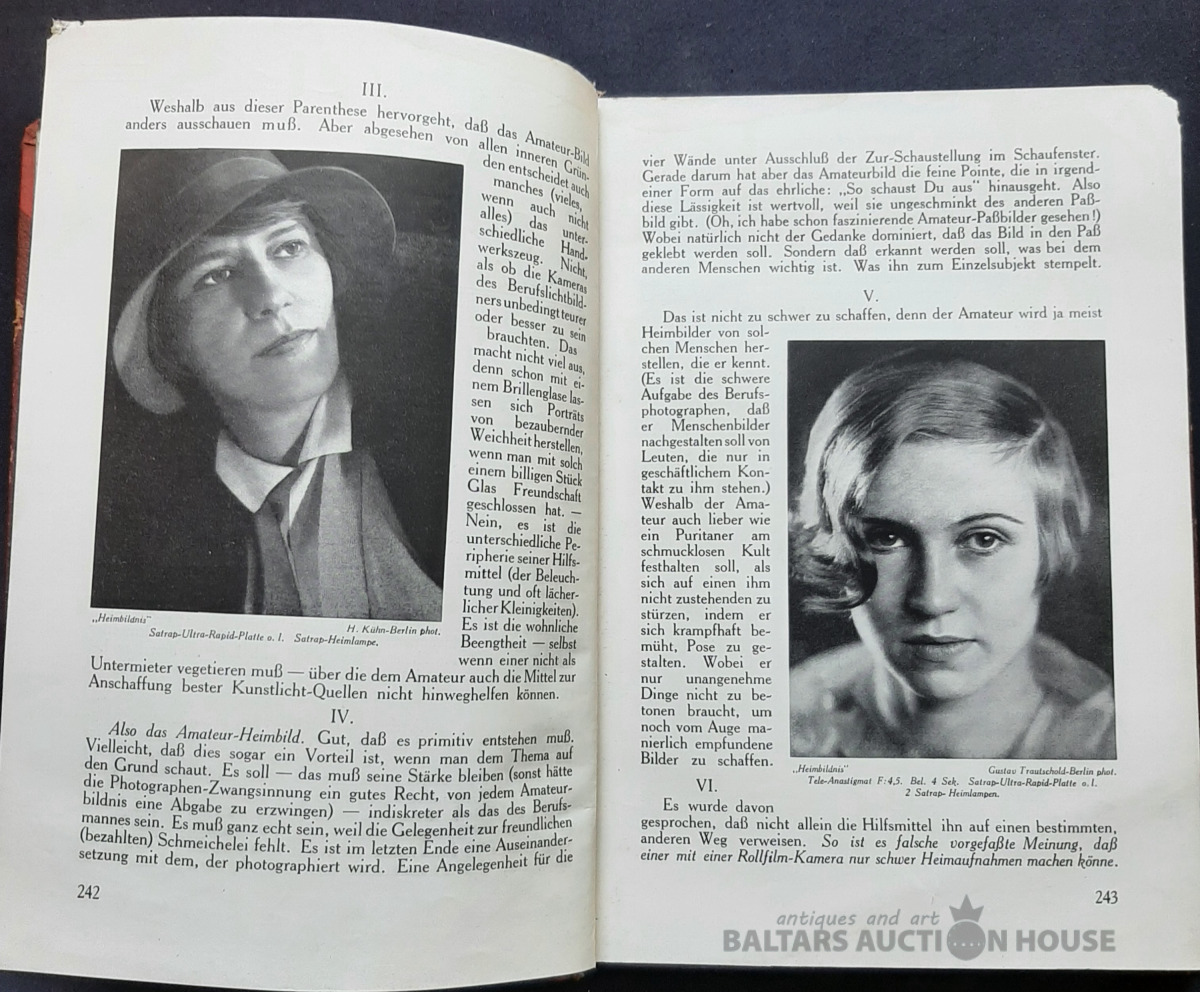 III.
Weshalb aus dieser Parenthese hervorgeht, daß das Amateur-Bild
anders ausschauen muß. Aber abgesehen von allen inneren Grün-
den entscheidet auch
manches (vieles,
wenn auch nicht
alles) das unter-
schiedliche Hand-
werkszeug. Nicht,
als ob die Kameras
des Berufslichtbild-
ners unbedingt teurer
oder besser zu sein
brauchten. Das
macht nicht viel aus,
denn schon mit ei-
nem Brillenglase las-
sen sich Porträts
von bezaubernder
Weichheit herstellen,
wenn man mit solch
einem billigen Stück
Glas Freundschaft
geschlossen hat. —
Nein, es ist die
unterschiedliche Pe-
ripherie seiner Hilfs-
mittel (der Beleuch-
tung und oft lächer-
licher Kleinigkeiten).
Es ist die wohnliche
Beengtheit — selbst
wenn einer nicht als
„Heimbildnis“ H. Kühn-Berlin phot.
Satrap-Ultra-Rapid-Platte o. l. Satrap-Heimlampe.
Untermieter vegetieren muß — über die dem Amateur auch die Mittel zur
Anschaffung bester Kunstlicht-Quellen nicht hinweghelfen können.
IV.
Also das Amateur-Heimbild. Gut, daß es primitiv entstehen muß.
Vielleicht, daß dies sogar ein Vorteil ist, wenn man dem Thema auf
den Grund schaut. Es soll — das muß seine Stärke bleiben (sonst hätte
die Photographen-Zwangsinnung ein gutes Recht, von jedem Amateur-
bildnis eine Abgabe zu erzwingen) — indiskreter als das des Berufs-
mannes sein. Es muß ganz echt sein, weil die Gelegenheit zur freundlichen
(bezahlten) Schmeichelei fehlt. Es ist im letzten Ende eine Auseinander-
setzung mit dem, der photographiert wird. Eine Angelegenheit für die
242
vier Wände unter Ausschluß der Zur-Schaustellung im Schaufenster.
Gerade darum hat aber das Amateurbild die feine Pointe, die in irgend-
einer Form auf das ehrliche: „So schaust Du aus“ hinausgeht. Also
diese Lässigkeit ist wertvoll, weil sie ungeschminkt des anderen Paß-
bild gibt. (Oh, ich habe schon faszinierende Amateur-Paßbilder gesehen!)
Wobei natürlich nicht der Gedanke dominiert, daß das Bild in den Paß
geklebt werden soll. Sondern daß erkannt werden soll, was bei dem
anderen Menschen wichtig ist. Was ihn zum Einzelsubjekt stempelt.
V.
Das ist nicht zu schwer zu schaffen, denn der Amateur wird ja meist
Heimbilder von sol-
chen Menschen her-
stellen, die er kennt.
(Es ist die schwere
Aufgabe des Berufs-
photographen, daß
er Menschenbilder
nachgestalten soll von
Leuten, die nur in
geschäftlichem Kon-
takt zu ihm stehen.)
Weshalb der Ama-
teur auch lieber wie
ein Puritaner am
schmucklosen Kult
festhalten soll, als
sich auf einen ihm
nicht zustehenden zu
stürzen, indem er
sich krampfhaft be-
müht, Pose zu ge-
stalten. Wobei er
nur unangenehme
Dinge nicht zu be-
tonen braucht, um
noch vom Auge ma-
nierlich empfundene
Bilder zu schaffen.
„Heimbildnis“ Gustav Trautschold-Berlin phot.
Tele-Anastigmat F:4,5. Bel. 4 Sek. Satrap-Ultra-Rapid-Platte o. l.
2 Satrap-Heimlampen.
VI.
Es wurde davon
gesprochen, daß nicht allein die Hilfsmittel ihn auf einen bestimmten,
anderen Weg verweisen. So ist es falsche vorgefaßte Meinung, daß
einer mit einer Rollfilm-Kamera nur schwer Heimaufnahmen machen könne.
243
antiques and art
BALTARS AUCTION HOUSE